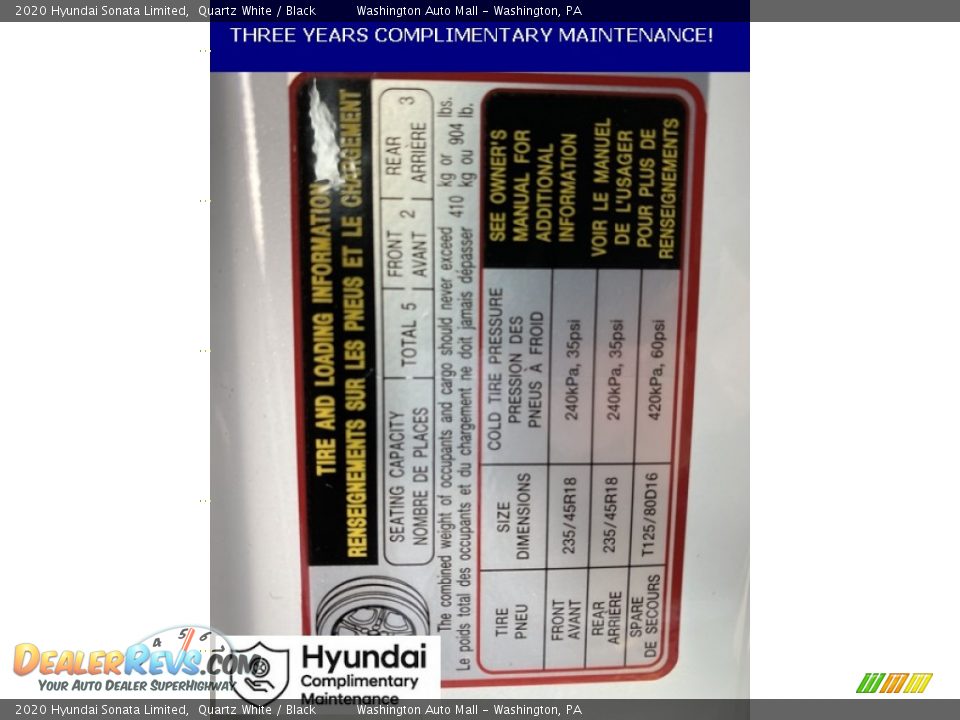 2020 Hyundai Sonata Limited,  Quartz White / Black    Washington Auto Mall - Washington, PA
THREE YEARS COMPLIMENTARY MAINTENANCE!
TIRE AND LOADING INFORMATION
RENSEIGNEMENTS SUR LES PNEUS ET LE CHARGEMENT
SEATING CAPACITY
NOMBRE DE PLACES
TOTAL 5
FRONT
AVANT 2
REAR
ARRIÈRE 3
The combined weight of occupants and cargo should never exceed 410 kg or 904 lbs.
Le poids total des occupants et du chargement ne doit jamais dépasser 410 kg ou 904 lb.
TIRE
PNEU
SIZE
DIMENSIONS
COLD TIRE PRESSURE
PRESSION DES
PNEUS À FROID
SEE OWNER'S
MANUAL FOR
ADDITIONAL
INFORMATION
VOIR LE MANUEL
DE L'USAGER
POUR PLUS DE
RENSEIGNEMENTS
FRONT
AVANT
235/45R18
240kPa, 35psi
REAR
ARRIÈRE
235/45R18
240kPa, 35psi
SPARE
DE SECOURS
T125/80D16
420kPa, 60psi
Hyundai
Complimentary
Maintenance
4 5 6
DEALERREVS.COM
YOUR AUTO DEALER SUPERHIGHWAY
2020 Hyundai Sonata Limited,  Quartz White / Black    Washington Auto Mall - Washington, PA